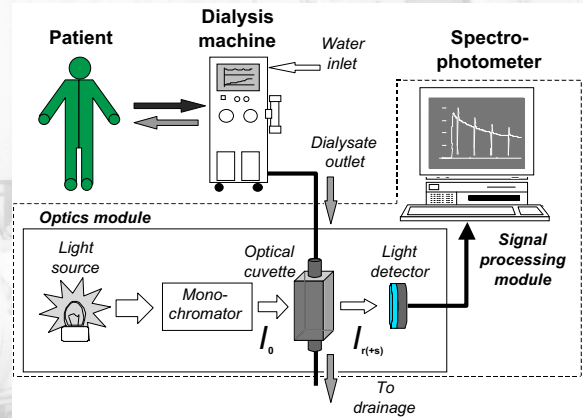 Patient
Dialysis
machine
Water
inlet
Spectro-
photometer
Dialysate
outlet
Optics module
Light
source
Mono-
chromator
Optical
cuvette
Light
detector
Signal
processing
module
I₀
Iᵣ₍₊ₛ₎
To
drainage